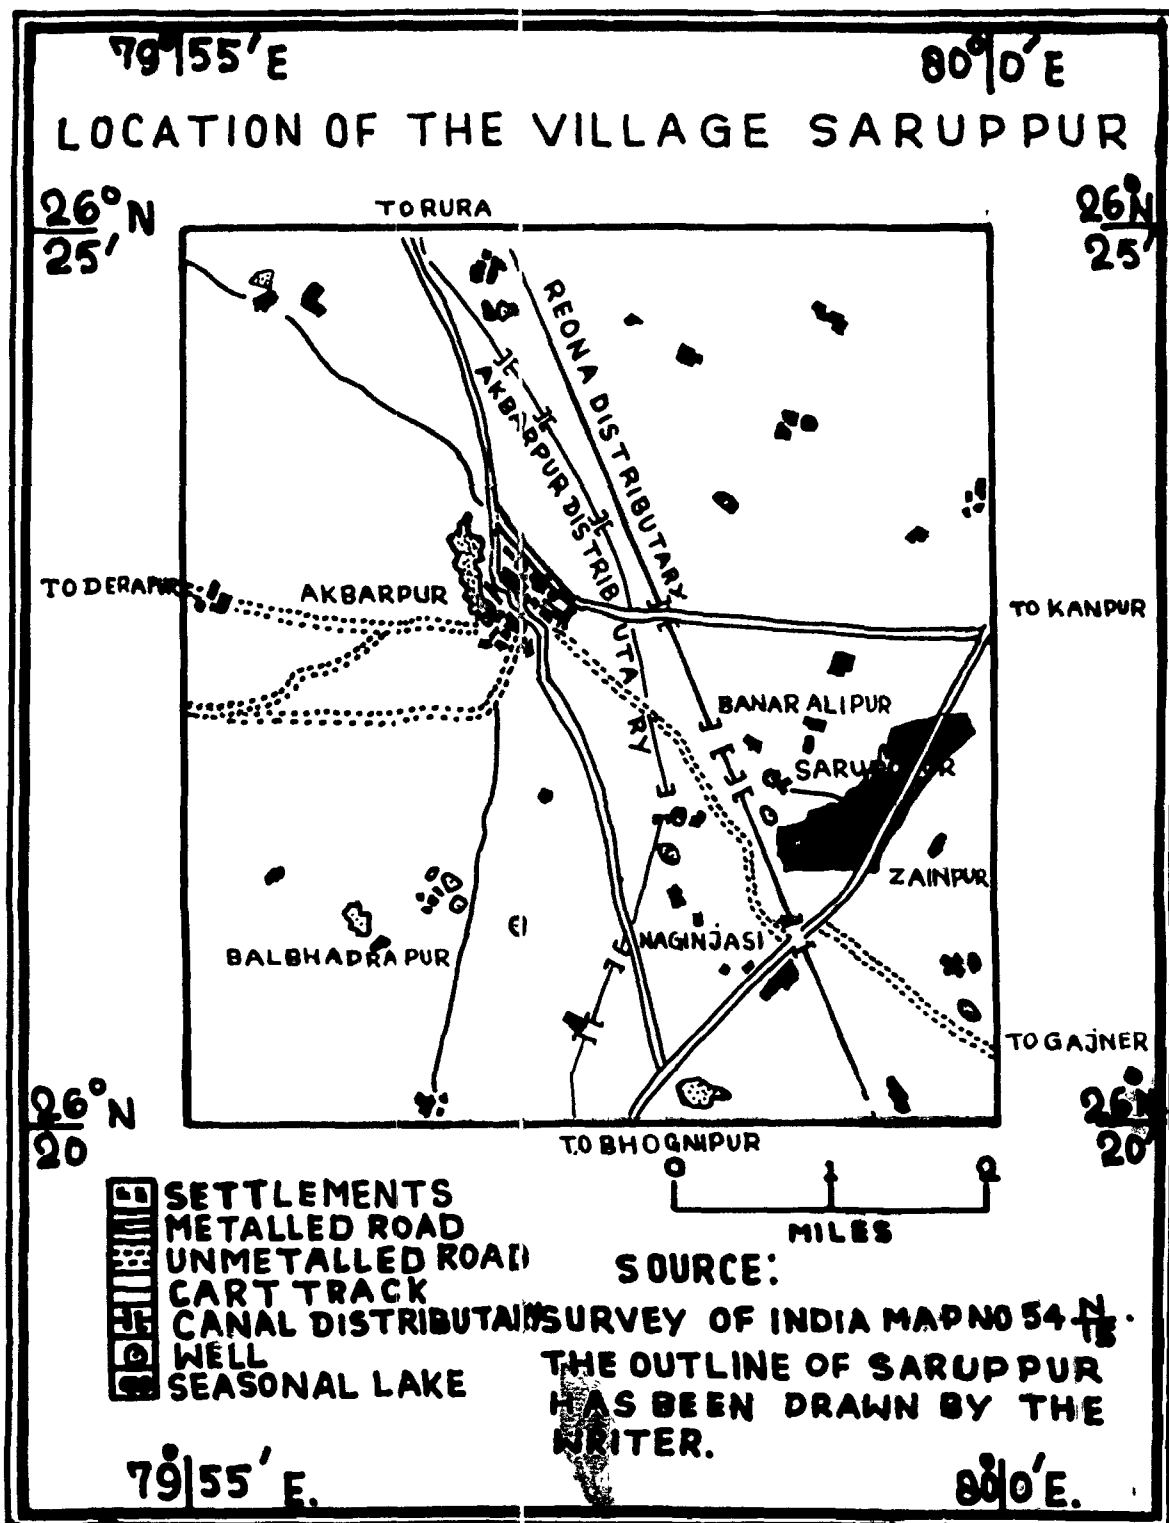 79°55′E
80°0′E
LOCATION OF THE VILLAGE SARUPPUR
26°N
25′
26°N
25′
TO RURA
REONA DISTRIBUTARY
AKBARPUR DISTRIBUTARY
TO DERAPUR
AKBARPUR
TO KANPUR
BANAR ALIPUR
SARUPPUR
ZAINPUR
NAGINJASI
BALBHADRAPUR
TO GAJNER
26°N
20
26°N
20′
TO BHOGNIPUR
0 1 2
MILES
SETTLEMENTS
METALLED ROAD
UNMETALLED ROAD
CART TRACK
CANAL
WELL
SEASONAL LAKE
SOURCE:
SURVEY OF INDIA MAP NO 54 N
THE OUTLINE OF SARUPPUR
HAS BEEN DRAWN BY THE
WRITER.
79°55′E.
80°0′E.